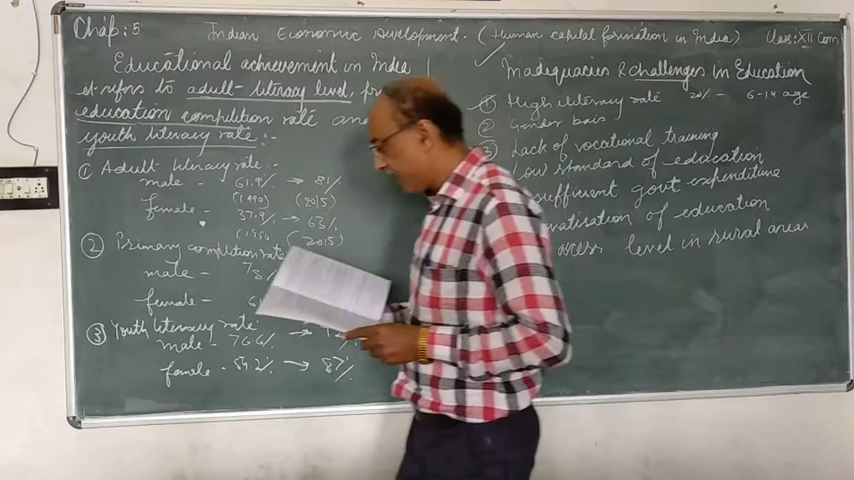 Chap: 5
Indian Economic Development. (Human capital formation in India)
Class: XII Com
Educational achievement in India
it refers to adult-literacy level,
education completion rate and
youth literacy rate :-
① Adult literacy rate :-
male - 61.9% → 81%
(1990) (2015)
female - 37.9% → 63%
(2015)
② Primary completion rate
male - 78%
female -
③ Youth literacy rate
male - 76.6% →
female - 54.2% → 87%
Inadequacies & challenges in Education
① High illiteracy rate 20% - 6-14 age
② Gender bais
③ Lack of vocational training
Low standard of education
govt expenditure
of education
level in rural areas